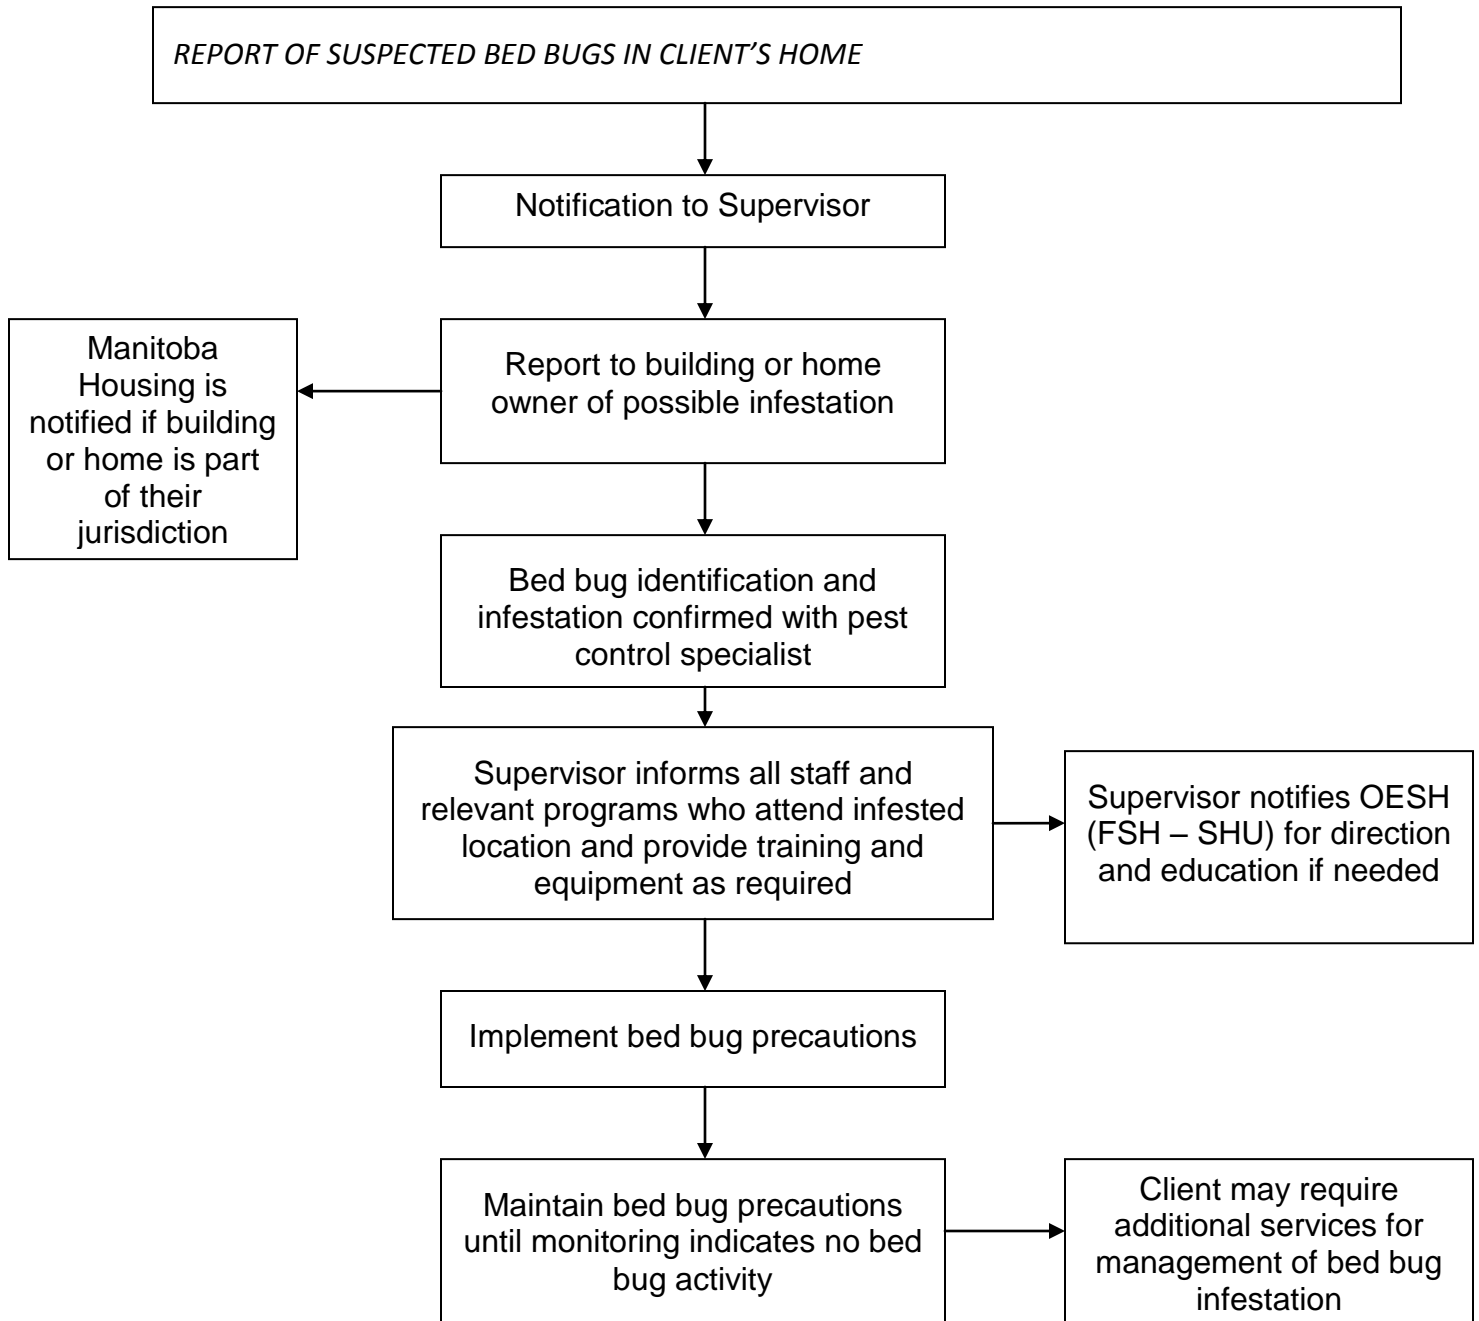 REPORT OF SUSPECTED BED BUGS IN CLIENT’S HOME
Notification to Supervisor
Report to building or home
owner of possible infestation
Manitoba
Housing is
notified if building
or home is part
of their
jurisdiction
Bed bug identification and
infestation confirmed with pest
control specialist
Supervisor informs all staff and
relevant programs who attend infested
location and provide training and
equipment as required
Supervisor notifies OESH
(FSH – SHU) for direction
and education if needed
Implement bed bug precautions
Maintain bed bug precautions
until monitoring indicates no bed
bug activity
Client may require
additional services for
management of bed bug
infestation